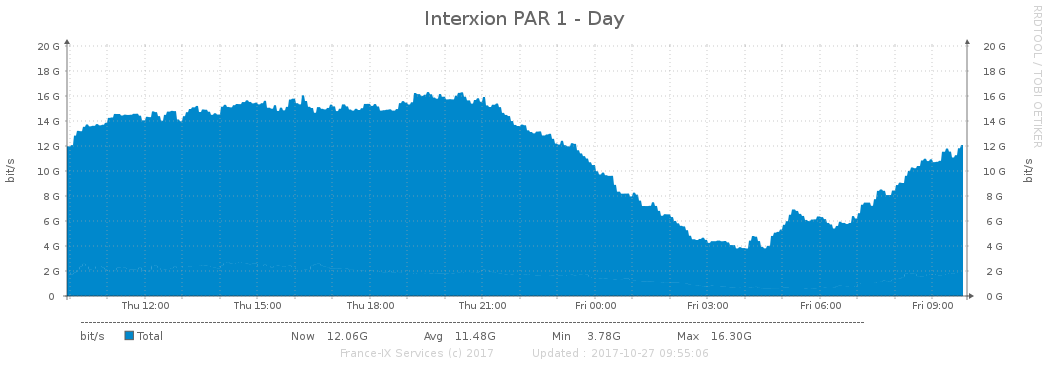 Interxion PAR 1 - Day
RRDTOOL / TOBI OETIKER
20 G 20 G
18 G 18 G
16 G 16 G
14 G 14 G
12 G 12 G
10 G 10 G
8 G 8 G
6 G 6 G
4 G 4 G
2 G 2 G
0 0 G
bit/s bit/s
Thu 12:00 Thu 15:00 Thu 18:00 Thu 21:00 Fri 00:00 Fri 03:00 Fri 06:00 Fri 09:00
bit/s Total Now 12.06G Avg 11.48G Min 3.78G Max 16.30G
France-IX Services (c) 2017 Updated : 2017-10-27 09:55:06